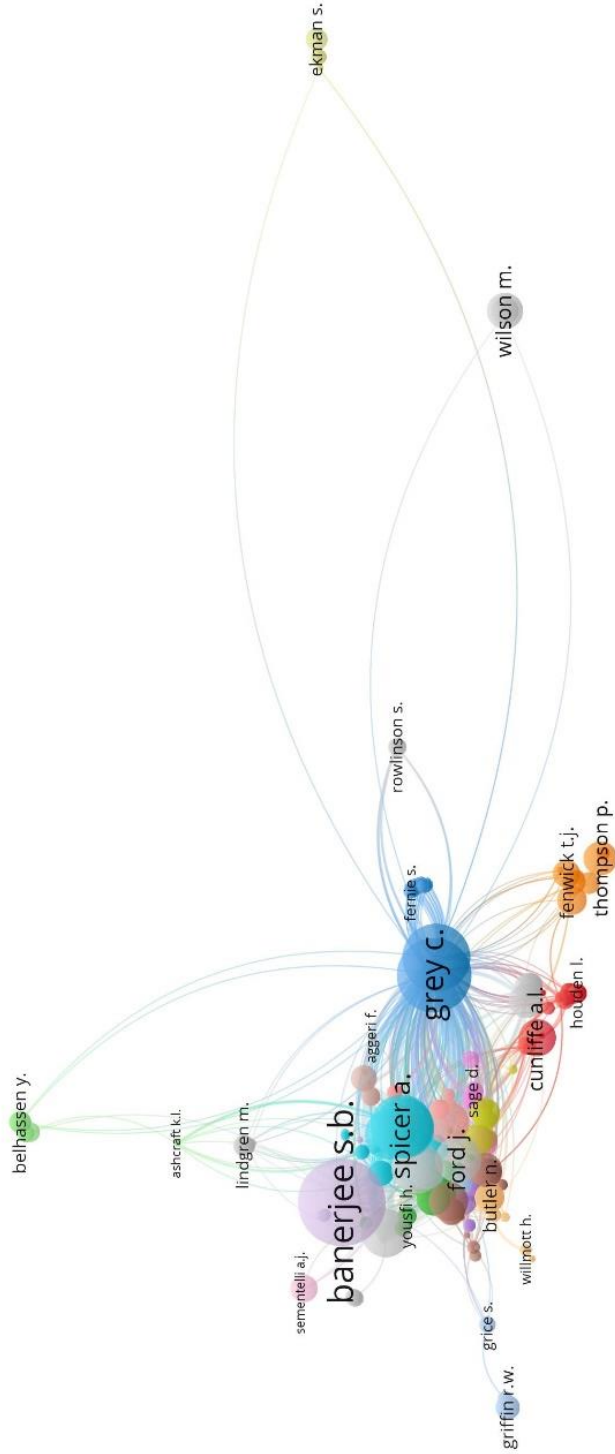 belhassen y.
ashcraft k.l.
lindgren m.
sementelli a.j.
banerjee s.b.
aggeri f.
spicer a.
yousfi h.
ford j.
sage d.
butler n.
willmott h.
grice s.
griffin r.w.
grey c.
fernie s.
rowlinson s.
cunliffe a.l.
houden l.
fenwick t.j.
thompson p.
wilson m.
ekman s.